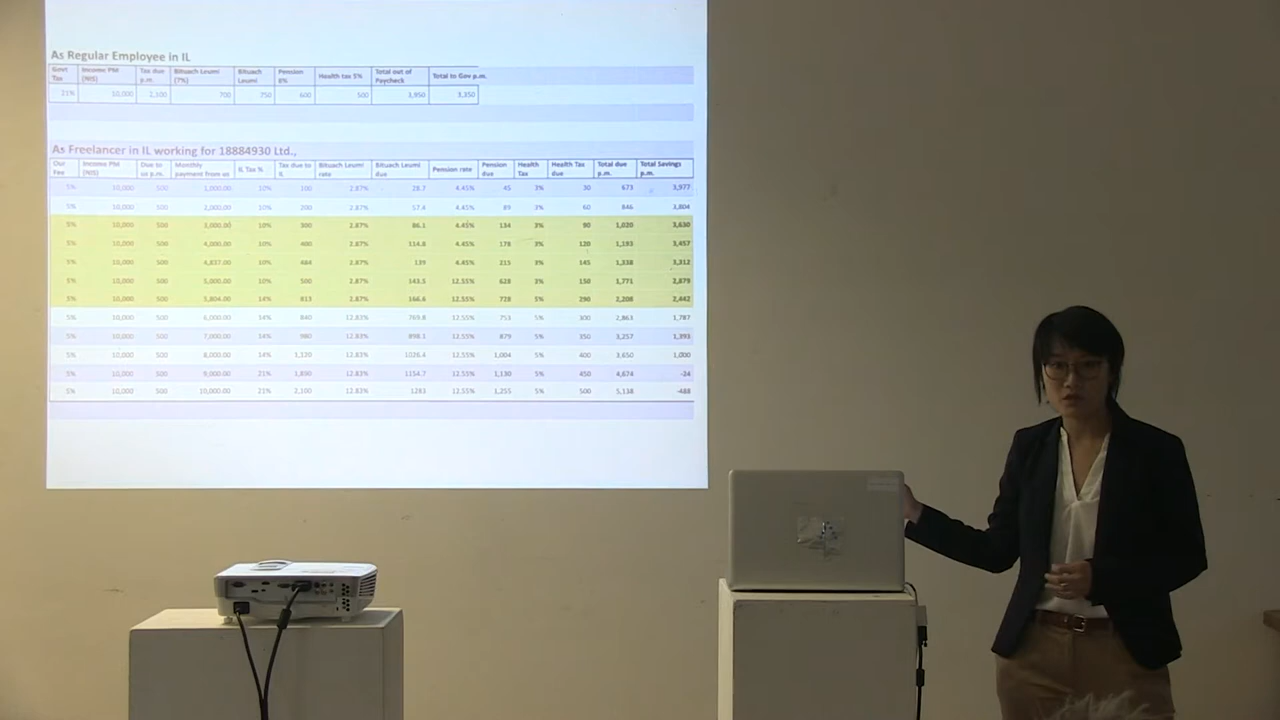 As Regular Employee in IL
Govt Tax Income PM (NIS) Tax due p.m. Bituach Leumi (7%) Bituach Leumi Pension 6% Health tax 5% Total out of Paycheck Total to Gov p.m.
21% 10,000 2,100 700 750 600 500 3,950 3,350
As Freelancer in IL working for 18884930 Ltd.,
Our Fee Income PM (NIS) Due to us p.m. Monthly payment from us IL Tax % Tax due to IL Bituach Leumi rate Bituach Leumi due Pension rate Pension due Health Tax Health Tax due Total due p.m. Total Savings p.m.
5% 10,000 500 1,000.00 10% 100 2.87% 28.7 4.45% 45 3% 30 673 3,977
5% 10,000 500 2,000.00 10% 200 2.87% 57.4 4.45% 89 3% 60 846 3,804
5% 10,000 500 3,000.00 10% 300 2.87% 86.1 4.45% 134 3% 90 1,020 3,630
5% 10,000 500 4,000.00 10% 400 2.87% 114.8 4.45% 178 3% 120 1,193 3,457
5% 10,000 500 4,837.00 10% 484 2.87% 139 4.45% 215 3% 145 1,338 3,312
5% 10,000 500 5,000.00 10% 500 2.87% 143.5 12.55% 628 3% 150 1,771 2,879
5% 10,000 500 5,804.00 14% 813 2.87% 166.6 12.55% 728 5% 290 2,208 2,442
5% 10,000 500 6,000.00 14% 840 12.83% 769.8 12.55% 753 5% 300 2,863 1,787
5% 10,000 500 7,000.00 14% 980 12.83% 898.1 12.55% 879 5% 350 3,257 1,393
5% 10,000 500 8,000.00 14% 1,120 12.83% 1026.4 12.55% 1,004 5% 400 3,650 1,000
5% 10,000 500 9,000.00 21% 1,890 12.83% 1154.7 12.55% 1,130 5% 450 4,674 -24
5% 10,000 500 10,000.00 21% 2,100 12.83% 1283 12.55% 1,255 5% 500 5,138 -488